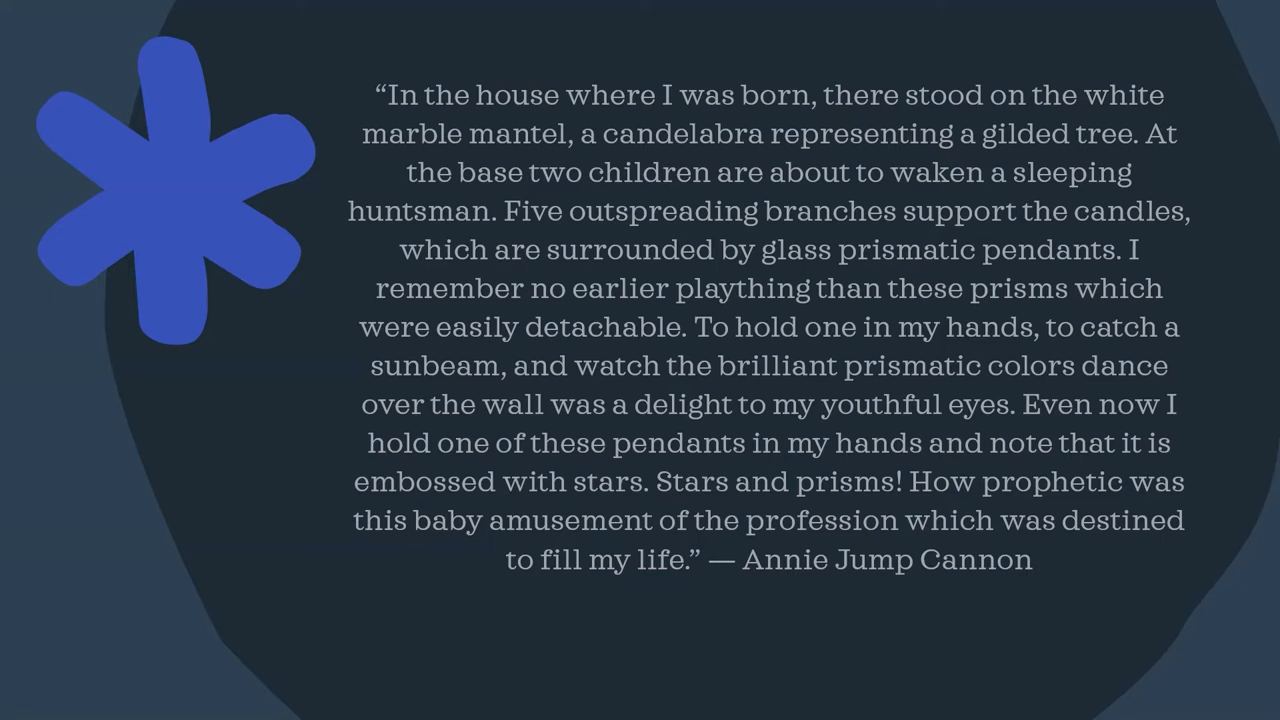 “In the house where I was born, there stood on the white
marble mantel, a candelabra representing a gilded tree. At
the base two children are about to waken a sleeping
huntsman. Five outspreading branches support the candles,
which are surrounded by glass prismatic pendants. I
remember no earlier plaything than these prisms which
were easily detachable. To hold one in my hands, to catch a
sunbeam, and watch the brilliant prismatic colors dance
over the wall was a delight to my youthful eyes. Even now I
hold one of these pendants in my hands and note that it is
embossed with stars. Stars and prisms! How prophetic was
this baby amusement of the profession which was destined
to fill my life.” — Annie Jump Cannon